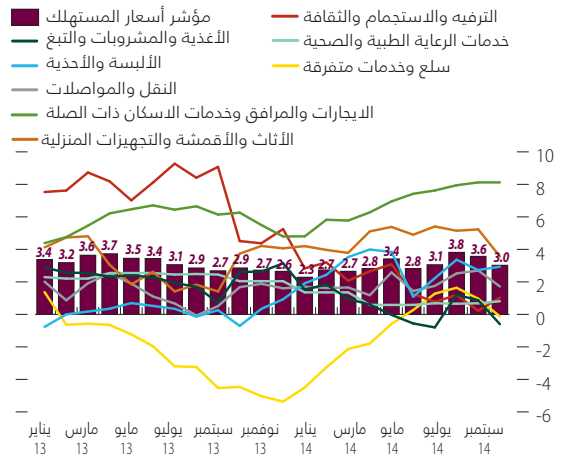 مؤشر أسعار المستهلك
الترفيه والاستجمام والثقافة
الأغذية والمشروبات والتبغ
خدمات الرعاية الطبية والصحية
الألبسة والأحذية
سلع وخدمات متفرقة
النقل والمواصلات
الايجارات والمرافق وخدمات الاسكان ذات الصلة
الأثاث والأقمشة والتجهيزات المنزلية
10
8
6
4
2
0
-2
-4
-6
3.4 3.2 3.6 3.7 3.5 3.4 3.1 2.9 2.7 2.9 2.7 2.6 2.3 2.7 2.7 2.8 3.4 2.8 3.1 3.8 3.6 3.0
يناير مارس مايو يوليو سبتمبر نوفمبر يناير مارس مايو يوليو سبتمبر
13 13 13 13 13 13 14 14 14 14 14